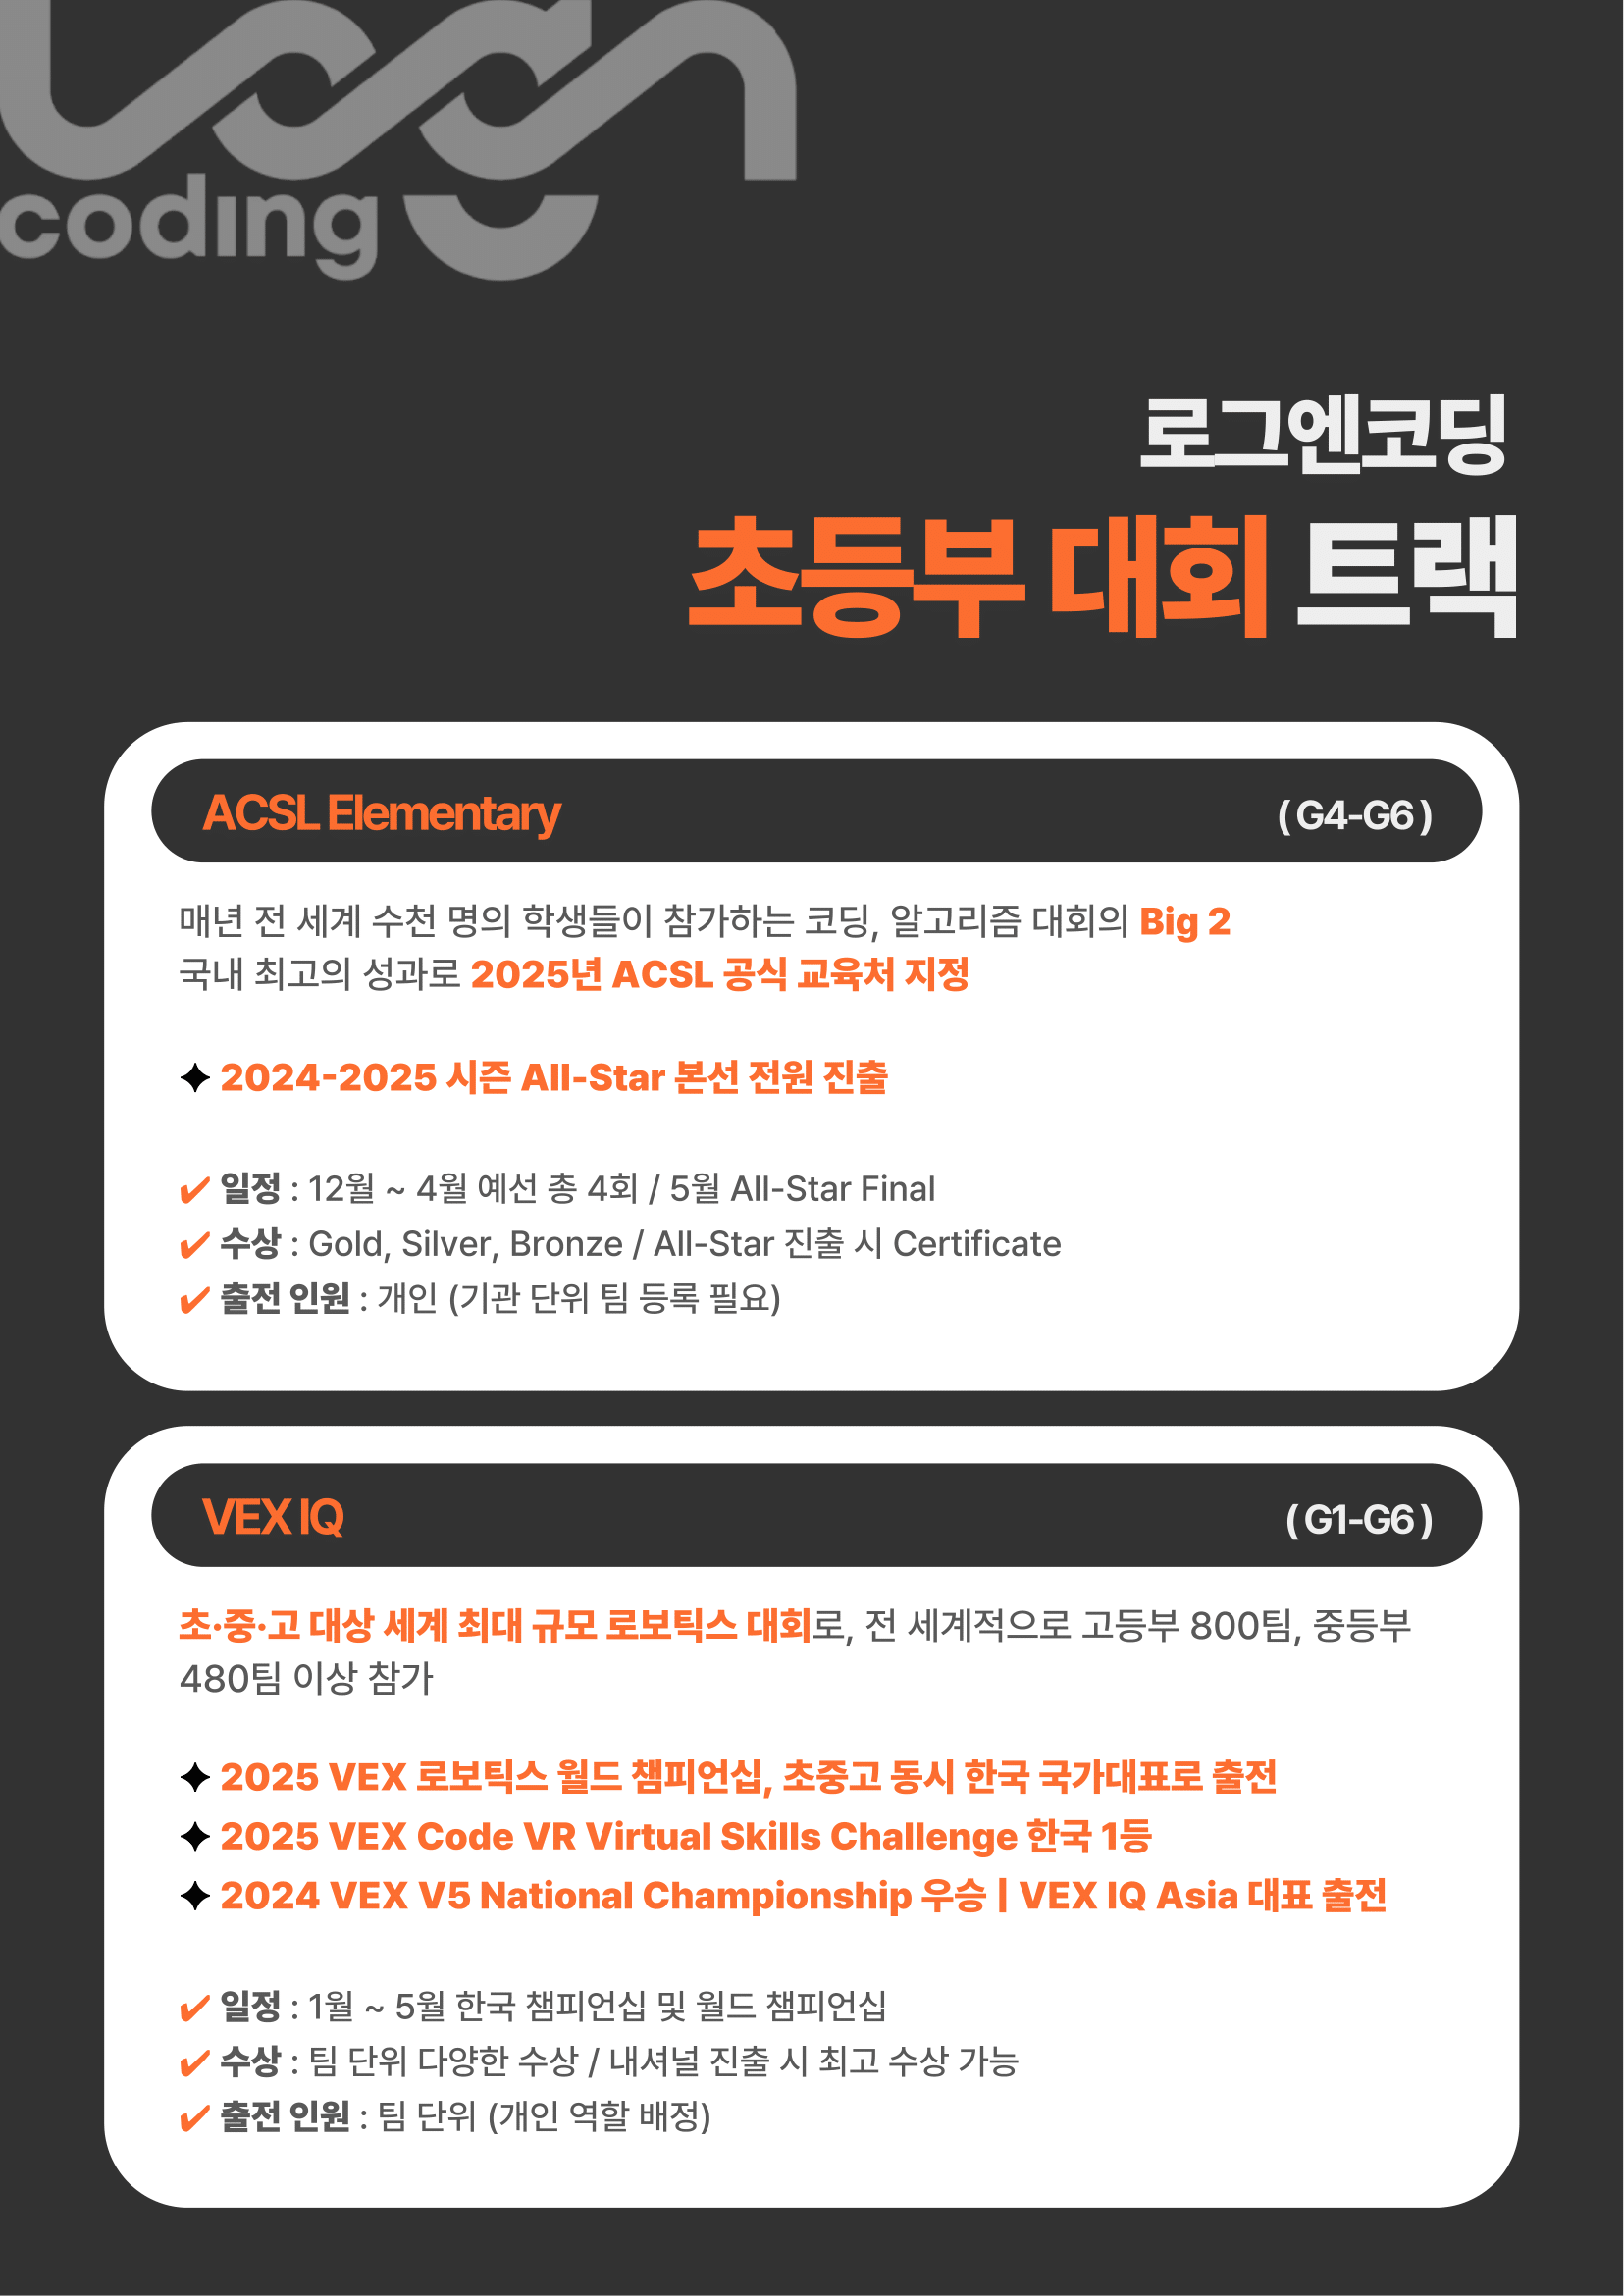 coding
로그엔코딩
초등부 대회 트랙
ACSL Elementary ( G4-G6 )
매년 전 세계 수천 명의 학생들이 참가하는 코딩, 알고리즘 대회의 Big 2
국내 최고의 성과로 2025년 ACSL 공식 교육처 지정
✦ 2024-2025 시즌 All-Star 본선 전원 진출
✔ 일정 : 12월 ~ 4월 예선 총 4회 / 5월 All-Star Final
✔ 수상 : Gold, Silver, Bronze / All-Star 진출 시 Certificate
✔ 출전 인원 : 개인 (기관 단위 팀 등록 필요)
VEX IQ ( G1-G6 )
초·중·고 대상 세계 최대 규모 로보틱스 대회로, 전 세계적으로 고등부 800팀, 중등부
480팀 이상 참가
✦ 2025 VEX 로보틱스 월드 챔피언십, 초중고 동시 한국 국가대표로 출전
✦ 2025 VEX Code VR Virtual Skills Challenge 한국 1등
✦ 2024 VEX V5 National Championship 우승 | VEX IQ Asia 대표 출전
✔ 일정 : 1월 ~ 5월 한국 챔피언십 및 월드 챔피언십
✔ 수상 : 팀 단위 다양한 수상 / 내셔널 진출 시 최고 수상 가능
✔ 출전 인원 : 팀 단위 (개인 역할 배정)